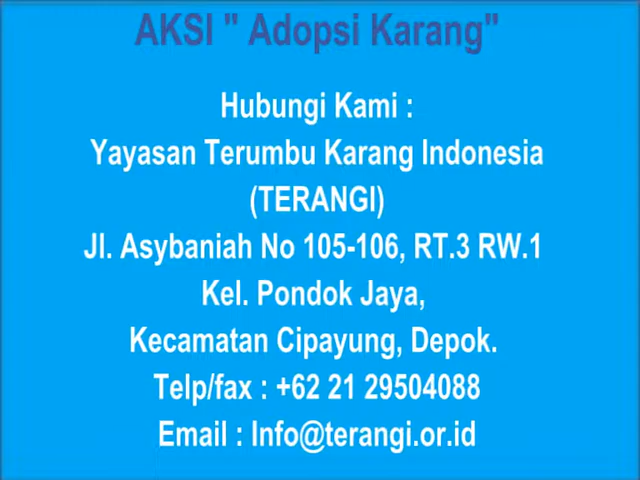 AKSI " Adopsi Karang"
Hubungi Kami :
Yayasan Terumbu Karang Indonesia
(TERANGI)
Jl. Asybaniah No 105-106, RT.3 RW.1
Kel. Pondok Jaya,
Kecamatan Cipayung, Depok.
Telp/fax : +62 21 29504088
Email : Info@terangi.or.id